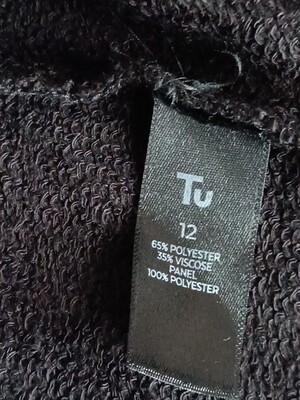 Tu
12
65% POLYESTER
35% VISCOSE
PANEL
100% POLYESTER